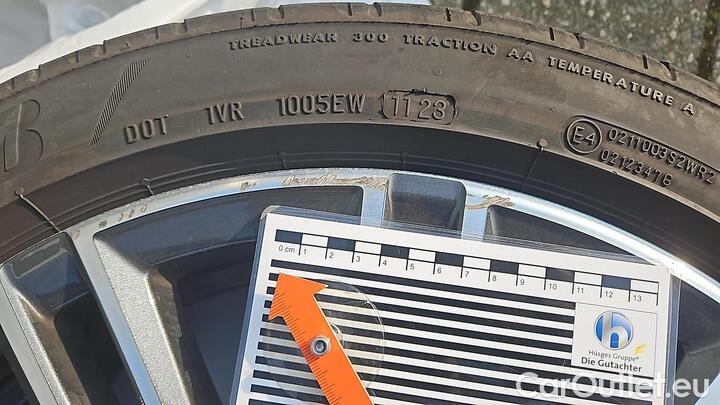 TREADWEAR 300 TRACTION AA TEMPERATURE A
DOT 1VR 1005EW 1123
E4 0211003S2WR2
02123476
0 cm 1 2 3 4 5 6 7 8 9 10 11 12 13
h
Hüsges Gruppe®
Die Gutachter
CarOutlet.eu